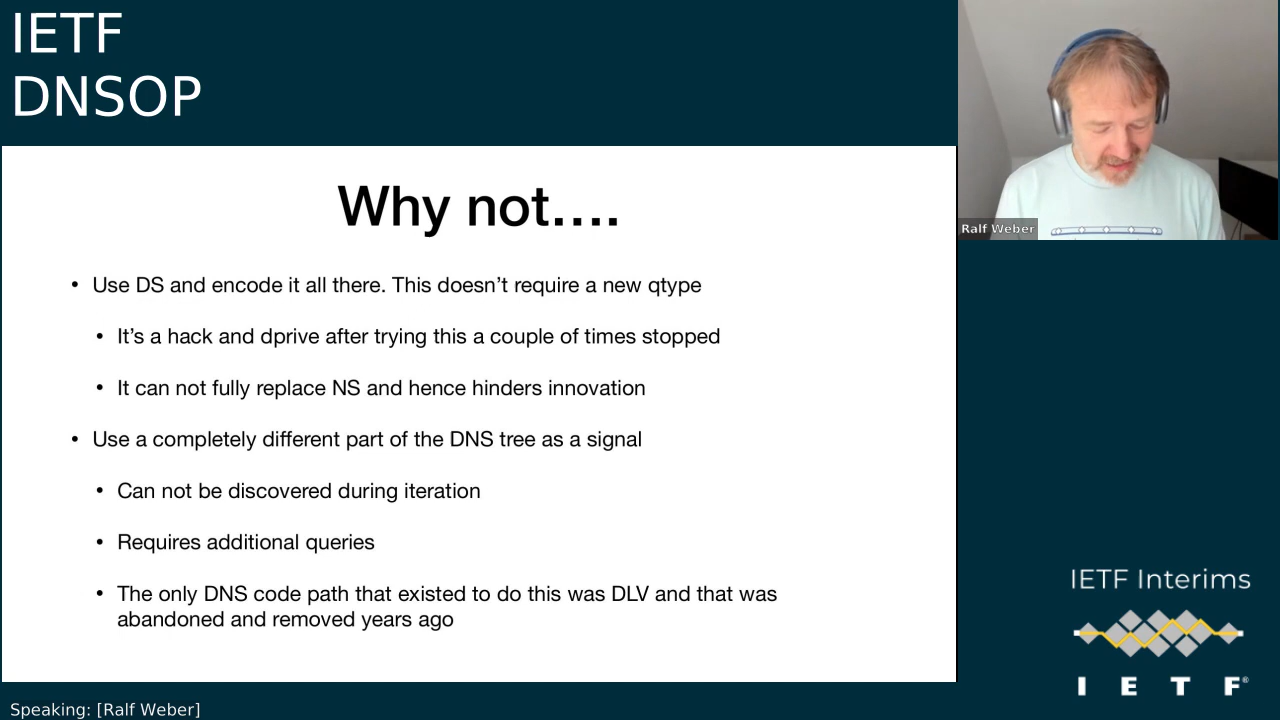 IETF
DNSOP
Why not....
• Use DS and encode it all there. This doesn’t require a new qtype
• It’s a hack and dprive after trying this a couple of times stopped
• It can not fully replace NS and hence hinders innovation
• Use a completely different part of the DNS tree as a signal
• Can not be discovered during iteration
• Requires additional queries
• The only DNS code path that existed to do this was DLV and that was
abandoned and removed years ago
Ralf Weber
IETF Interims
I E T F®
Speaking: [Ralf Weber]